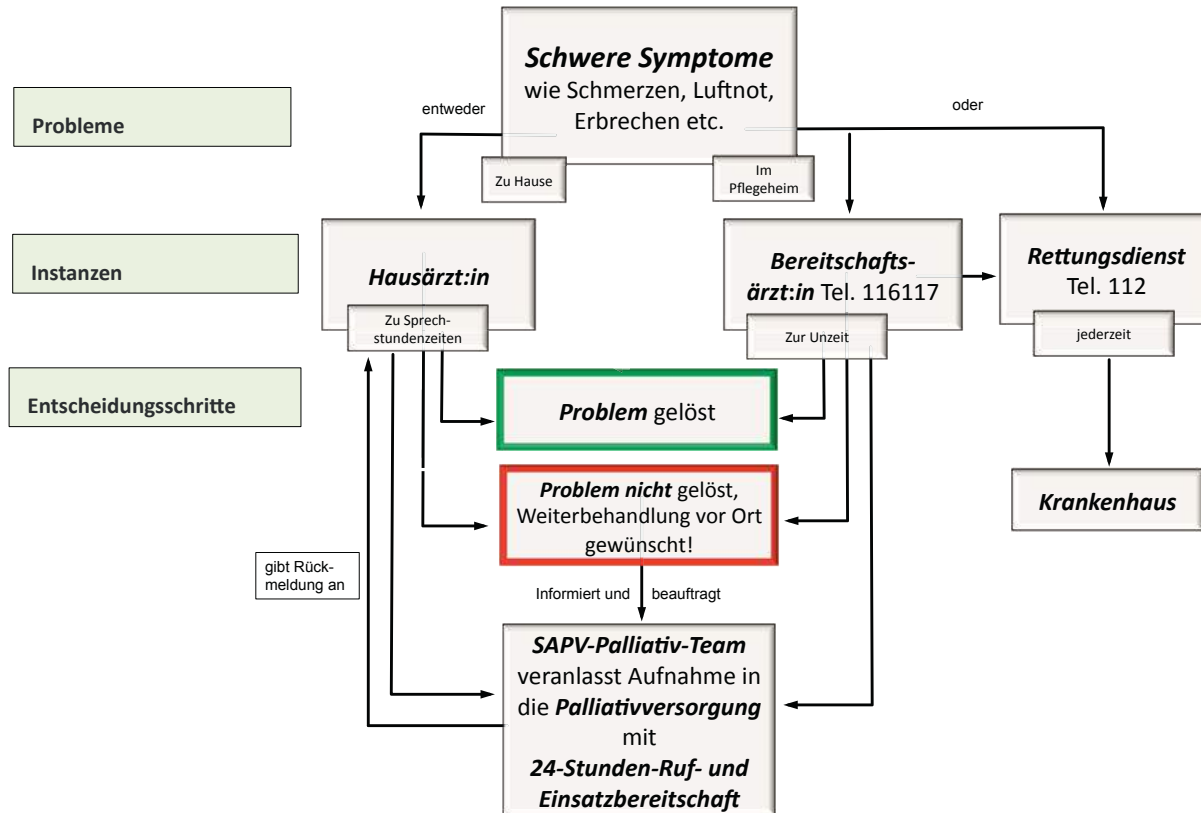 Schwere Symptome
wie Schmerzen, Luftnot,
Erbrechen etc.
entweder
oder
Probleme
Zu Hause
Im
Pflegeheim
Instanzen
Hausärzt:in
Zu Sprech-
stundenzeiten
Bereitschafts-
ärzt:in Tel. 116117
Zur Unzeit
Rettungsdienst
Tel. 112
jederzeit
Entscheidungsschritte
Problem gelöst
Problem nicht gelöst,
Weiterbehandlung vor Ort
gewünscht!
Krankenhaus
gibt Rück-
meldung an
Informiert und beauftragt
SAPV-Palliativ-Team
veranlasst Aufnahme in
die Palliativversorgung
mit
24-Stunden-Ruf- und
Einsatzbereitschaft